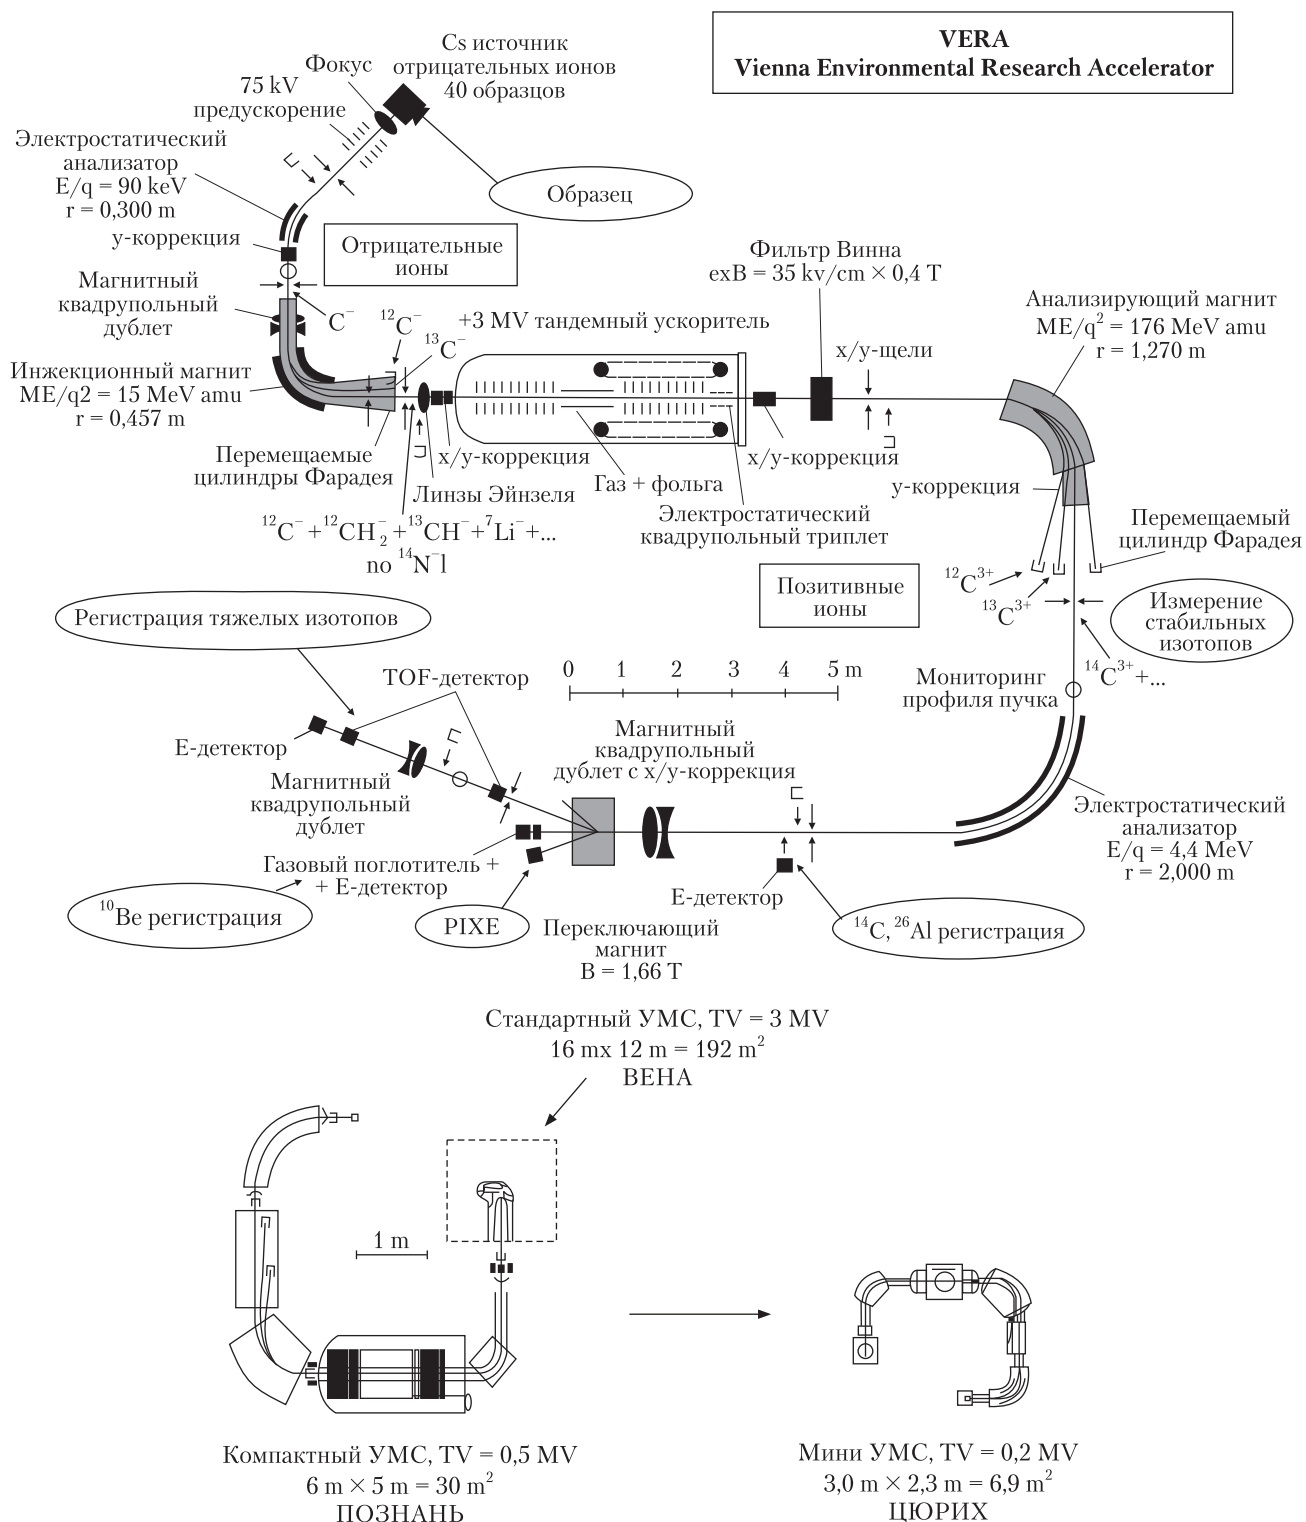 VERA
Vienna Environmental Research Accelerator
Cs источник
отрицательных ионов
40 образцов
Фокус
75 kV
предускорение
Электростатический
анализатор
E/q = 90 keV
r = 0,300 m
Образец
y-коррекция
Отрицательные
ионы
Магнитный
квадрупольный
дублет
C⁻
¹²C⁻
¹³C⁻
+3 MV тандемный ускоритель
Фильтр Винна
exB = 35 kv/cm × 0,4 T
x/y-щели
Анализирующий магнит
ME/q² = 176 MeV amu
r = 1,270 m
Инжекционный магнит
ME/q2 = 15 MeV amu
r = 0,457 m
Перемещаемые
цилиндры Фарадея
x/y-коррекция
Линзы Эйнзеля
Газ + фольга
x/y-коррекция
Электростатический
квадрупольный триплет
y-коррекция
¹²C⁻ + ¹²CH₂⁻ + ¹³CH⁻ + ⁷Li⁻ + ...
no ¹⁴N⁻l
Перемещаемый
цилиндр Фарадея
¹²C³⁺
¹³C³⁺
Позитивные
ионы
Измерение
стабильных
изотопов
¹⁴C³⁺ + ...
Мониторинг
профиля пучка
Регистрация тяжелых изотопов
0 1 2 3 4 5 m
TOF-детектор
E-детектор
Магнитный
квадрупольный
дублет
Магнитный
квадрупольный
дублет с x/y-коррекция
Электростатический
анализатор
E/q = 4,4 MeV
r = 2,000 m
Газовый поглотитель +
+ E-детектор
¹⁰Be регистрация
PIXE
E-детектор
¹⁴C, ²⁶Al регистрация
Переключающий
магнит
B = 1,66 T
Стандартный УМС, TV = 3 MV
16 mx 12 m = 192 m²
ВЕНА
1 m
Компактный УМС, TV = 0,5 MV
6 m × 5 m = 30 m²
ПОЗНАНЬ
Мини УМС, TV = 0,2 MV
3,0 m × 2,3 m = 6,9 m²
ЦЮРИХ